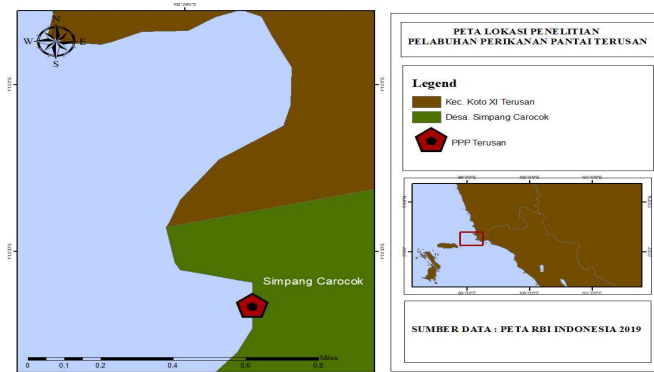 N
W
E
S
Simpang Carocok
Miles
0
0,1
0,2
0,4
0,6
0,8
PETA LOKASI PENELITIAN
PELABUHAN PERIKANAN PANTAI TERUSAN
Legend
Kec. Koto XI Terusan
Desa. Simpang Carocok
PPP Terusan
SUMBER DATA : PETA RBI INDONESIA 2019